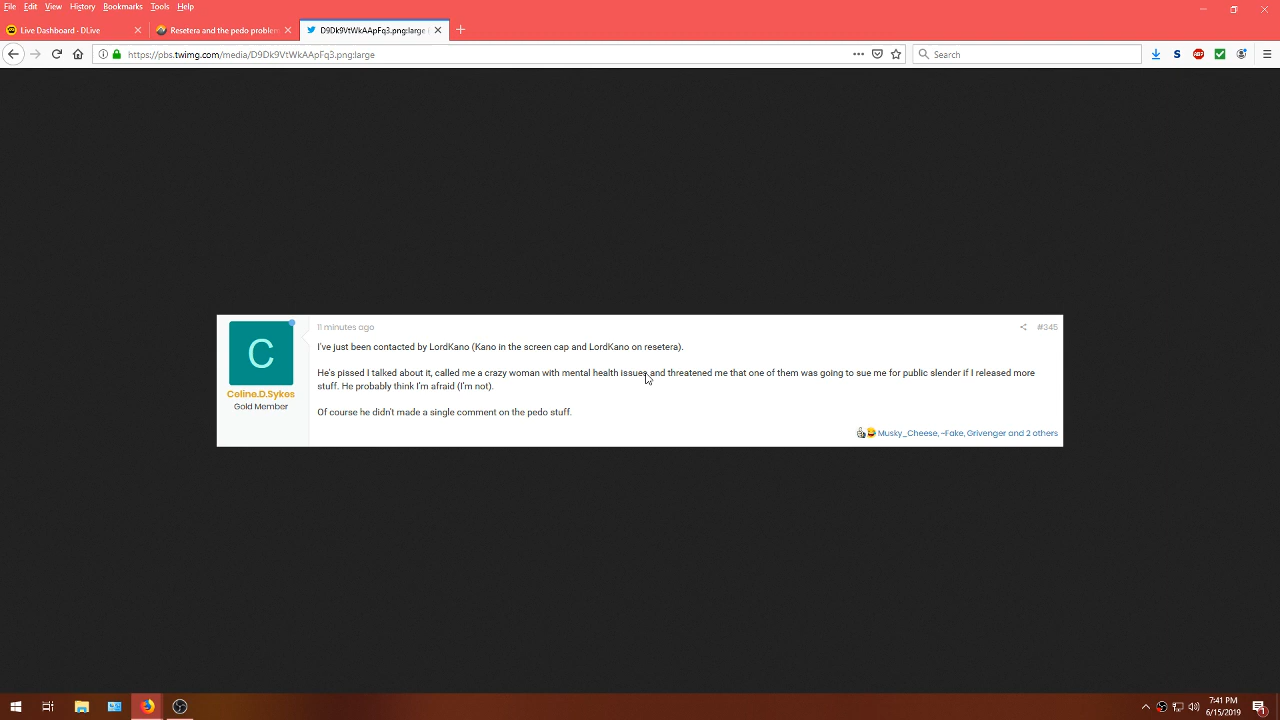 File Edit View History Bookmarks Tools Help
Live Dashboard - DLive
Resetera and the pedo problem
D9Dk9VtWkAApFq3.png:large
https://pbs.twimg.com/media/D9Dk9VtWkAApFq3.png:large
Search
C
Coline.D.Sykes
Gold Member
11 minutes ago
#345
I've just been contacted by LordKano (Kano in the screen cap and LordKano on resetera).
He's pissed I talked about it, called me a crazy woman with mental health issues and threatened me that one of them was going to sue me for public slender if I released more
stuff. He probably think I'm afraid (I'm not).
Of course he didn't made a single comment on the pedo stuff.
Musky_Cheese, ~Fake, Grivenger and 2 others
7:41 PM
6/15/2019